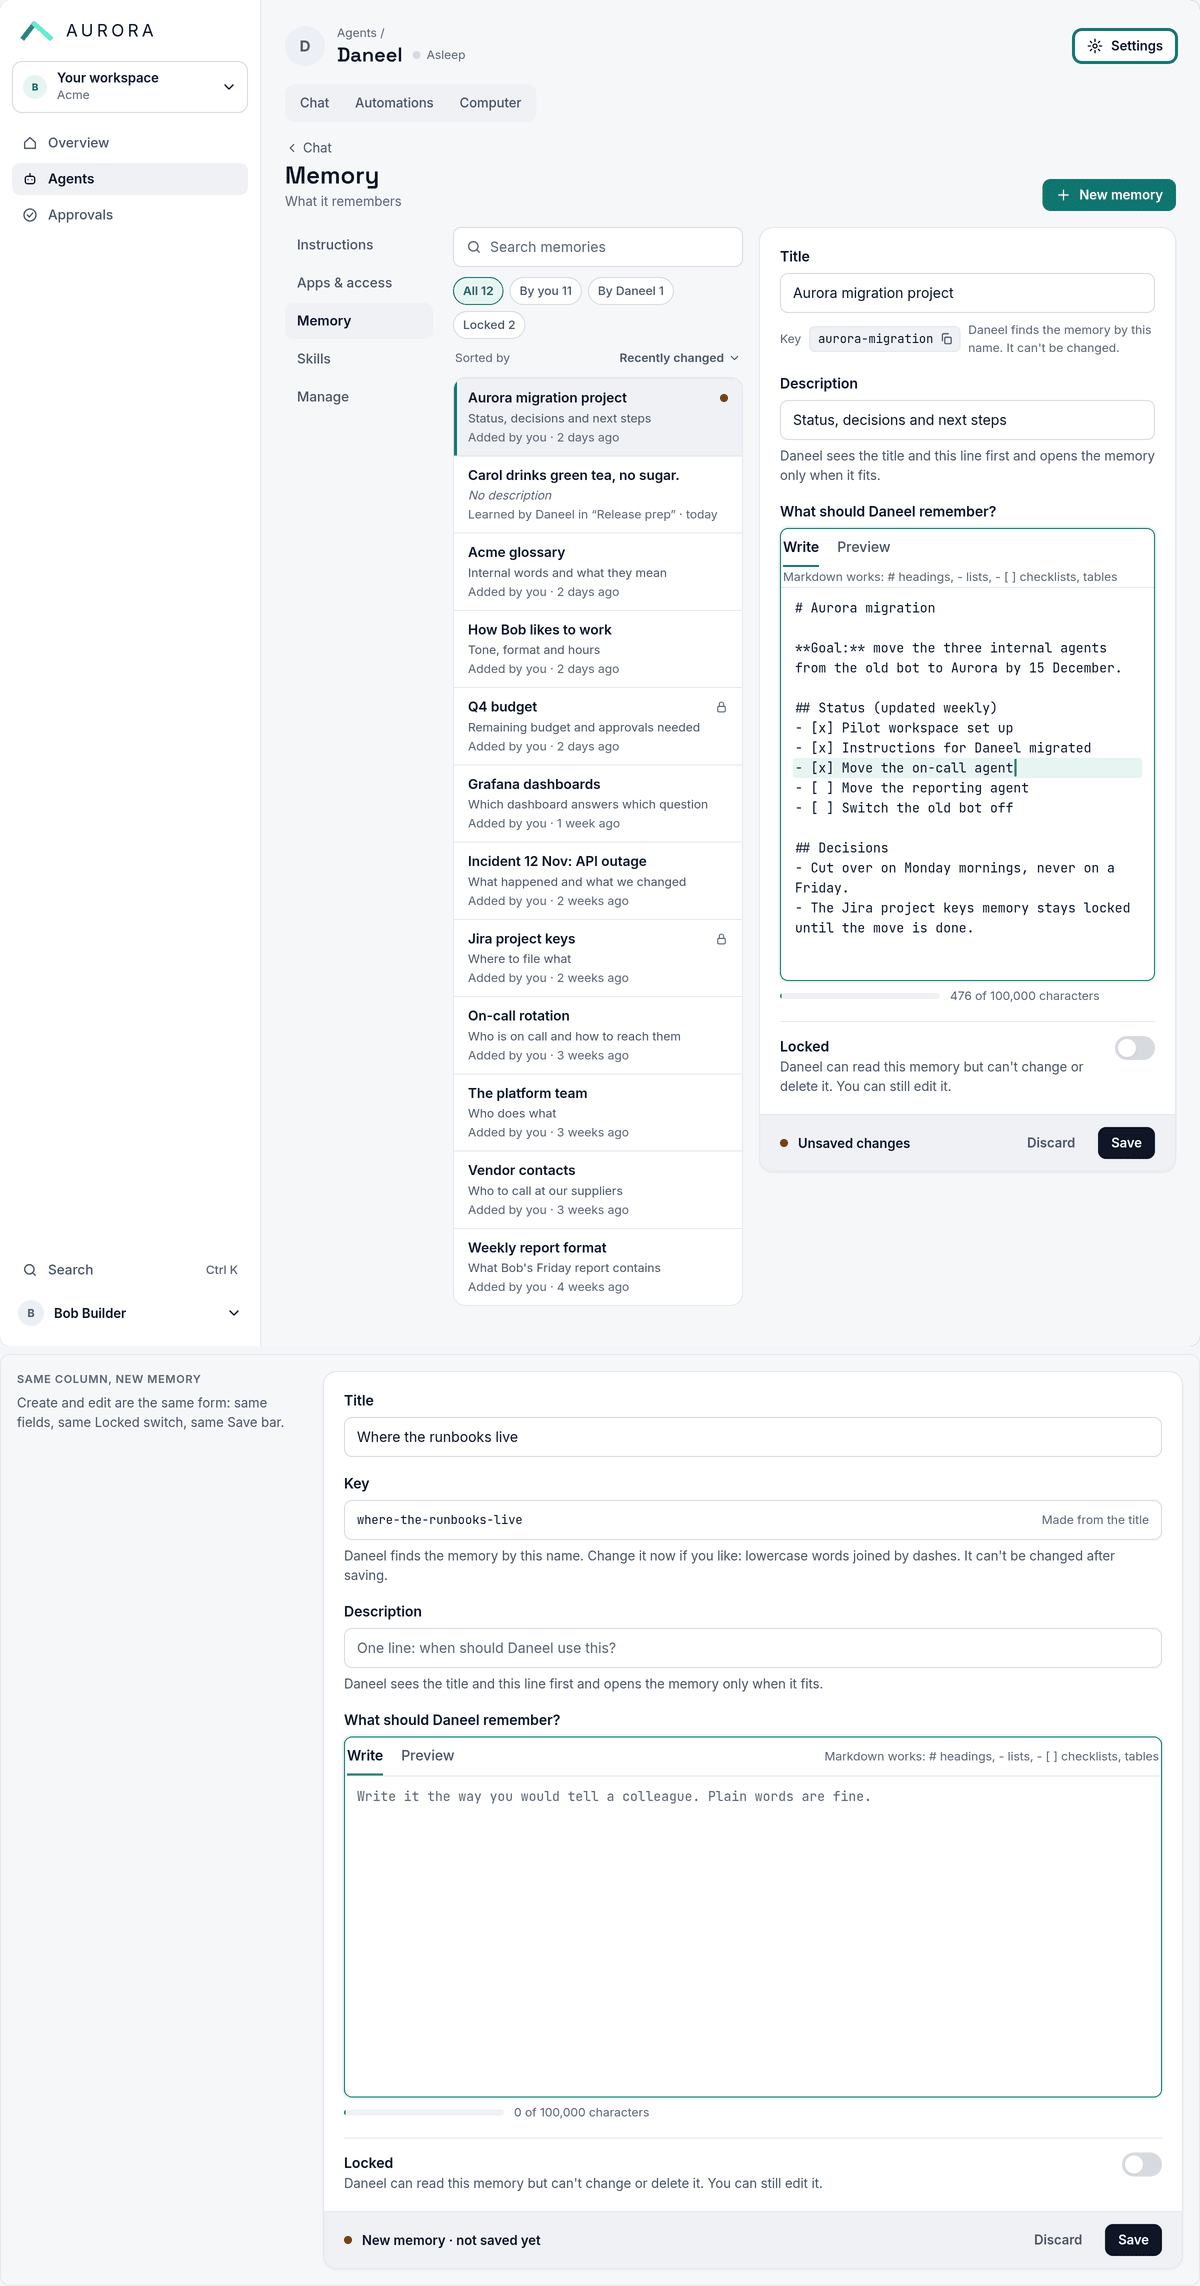 AURORA
B
Your workspace
Acme
Overview
Agents
Approvals
Search
Ctrl K
B
Bob Builder
D
Agents /
Daneel
Asleep
Settings
Chat
Automations
Computer
Chat
Memory
What it remembers
New memory
Instructions
Apps & access
Memory
Skills
Manage
Search memories
All 12
By you 11
By Daneel 1
Locked 2
Sorted by
Recently changed
Aurora migration project
Status, decisions and next steps
Added by you · 2 days ago
Carol drinks green tea, no sugar.
No description
Learned by Daneel in “Release prep” · today
Acme glossary
Internal words and what they mean
Added by you · 2 days ago
How Bob likes to work
Tone, format and hours
Added by you · 2 days ago
Q4 budget
Remaining budget and approvals needed
Added by you · 2 days ago
Grafana dashboards
Which dashboard answers which question
Added by you · 1 week ago
Incident 12 Nov: API outage
What happened and what we changed
Added by you · 2 weeks ago
Jira project keys
Where to file what
Added by you · 2 weeks ago
On-call rotation
Who is on call and how to reach them
Added by you · 3 weeks ago
The platform team
Who does what
Added by you · 3 weeks ago
Vendor contacts
Who to call at our suppliers
Added by you · 3 weeks ago
Weekly report format
What Bob's Friday report contains
Added by you · 4 weeks ago
Title
Aurora migration project
Key
aurora-migration
Daneel finds the memory by this
name. It can't be changed.
Description
Status, decisions and next steps
Daneel sees the title and this line first and opens the memory
only when it fits.
What should Daneel remember?
Write
Preview
Markdown works: # headings, - lists, - [ ] checklists, tables
# Aurora migration
**Goal:** move the three internal agents
from the old bot to Aurora by 15 December.
## Status (updated weekly)
- [x] Pilot workspace set up
- [x] Instructions for Daneel migrated
- [x] Move the on-call agent
- [ ] Move the reporting agent
- [ ] Switch the old bot off
## Decisions
- Cut over on Monday mornings, never on a
Friday.
- The Jira project keys memory stays locked
until the move is done.
476 of 100,000 characters
Locked
Daneel can read this memory but can't change or
delete it. You can still edit it.
Unsaved changes
Discard
Save
SAME COLUMN, NEW MEMORY
Create and edit are the same form: same
fields, same Locked switch, same Save bar.
Title
Where the runbooks live
Key
where-the-runbooks-live
Made from the title
Daneel finds the memory by this name. Change it now if you like: lowercase words joined by dashes. It can't be changed after
saving.
Description
One line: when should Daneel use this?
Daneel sees the title and this line first and opens the memory only when it fits.
What should Daneel remember?
Write
Preview
Markdown works: # headings, - lists, - [ ] checklists, tables
Write it the way you would tell a colleague. Plain words are fine.
0 of 100,000 characters
Locked
Daneel can read this memory but can't change or delete it. You can still edit it.
New memory · not saved yet
Discard
Save